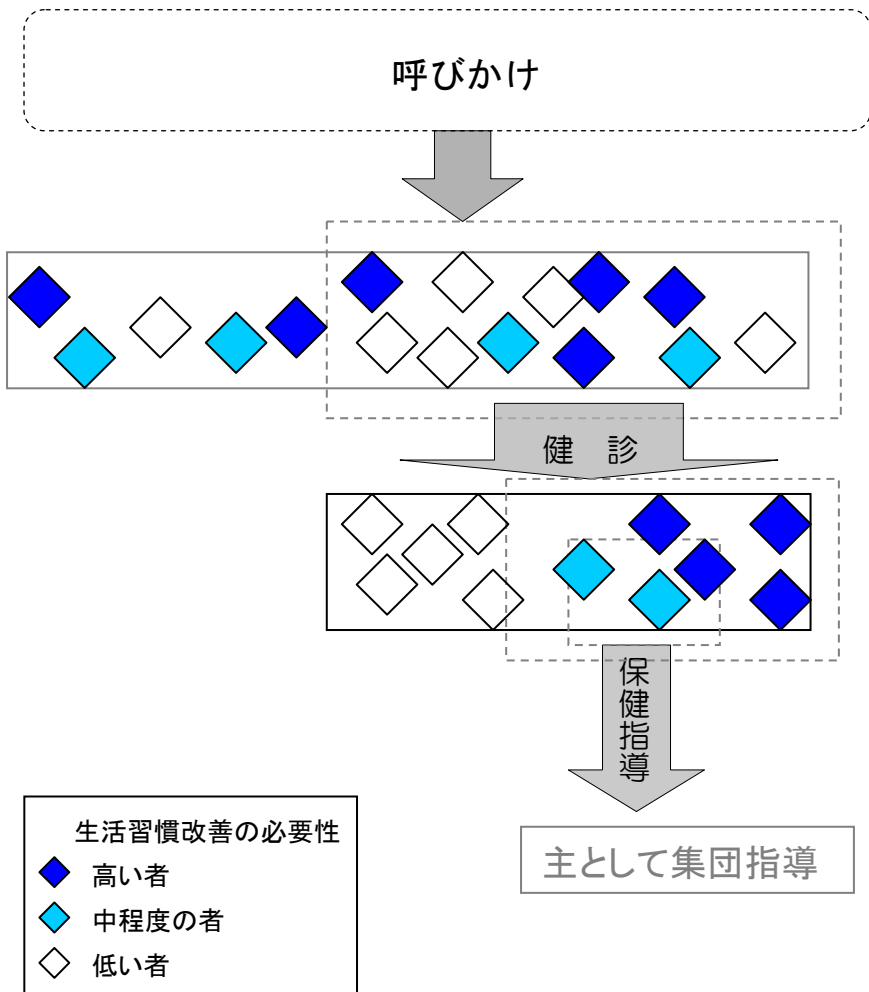 呼びかけ
健　診
保健指導
主として集団指導
生活習慣改善の必要性
高い者
中程度の者
低い者